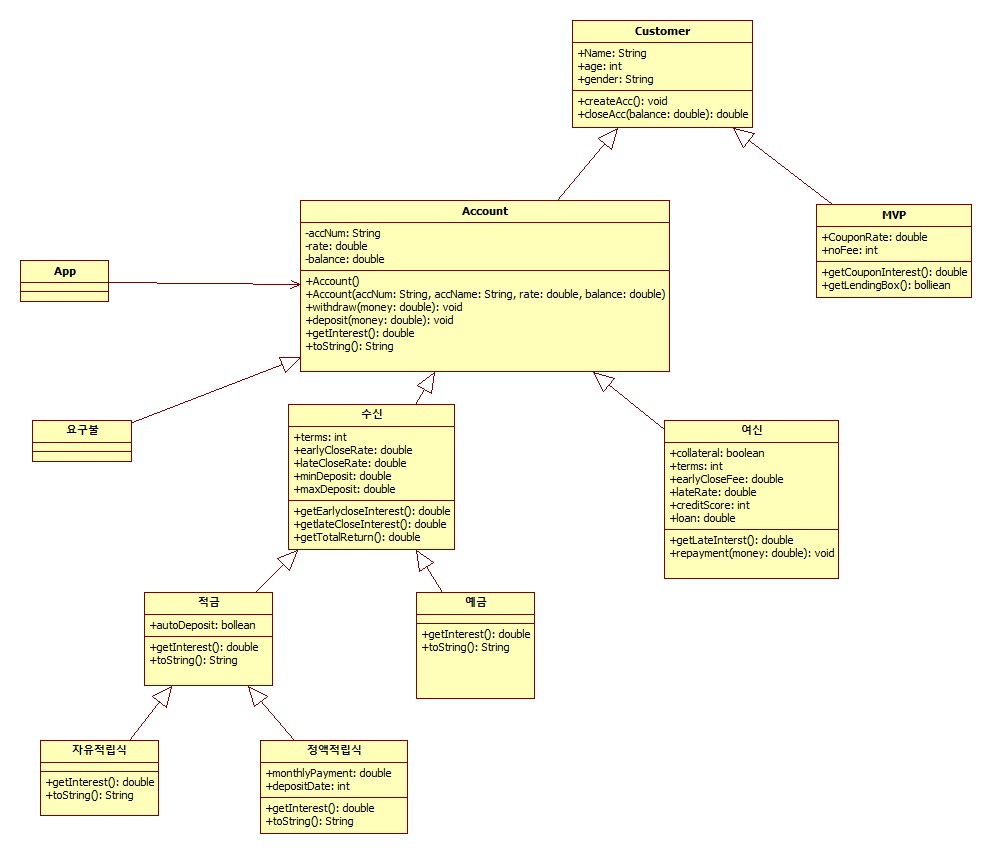 Customer
+Name: String
+age: int
+gender: String
+createAcc(): void
+closeAcc(balance: double): double
Account
-accNum: String
-rate: double
-balance: double
+Account()
+Account(accNum: String, accName: String, rate: double, balance: double)
+withdraw(money: double): void
+deposit(money: double): void
+getInterest(): double
+toString(): String
MVP
+CouponRate: double
+noFee: int
+getCouponInterest(): double
+getLendingBox(): bolliean
App
요구불
수신
+terms: int
+earlyCloseRate: double
+lateCloseRate: double
+minDeposit: double
+maxDeposit: double
+getEarlycloseInterest(): double
+getlateCloseInterest(): double
+getTotalReturn(): double
여신
+collateral: boolean
+terms: int
+earlyCloseFee: double
+lateRate: double
+creditScore: int
+loan: double
+getLateInterst(): double
+repayment(money: double): void
적금
+autoDeposit: bollean
+getInterest(): double
+toString(): String
예금
+getInterest(): double
+toString(): String
자유적립식
+getInterest(): double
+toString(): String
정액적립식
+monthlyPayment: double
+depositDate: int
+getInterest(): double
+toString(): String